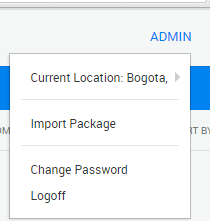 ADMIN
Current Location: Bogota,
Import Package
Change Password
Logoff